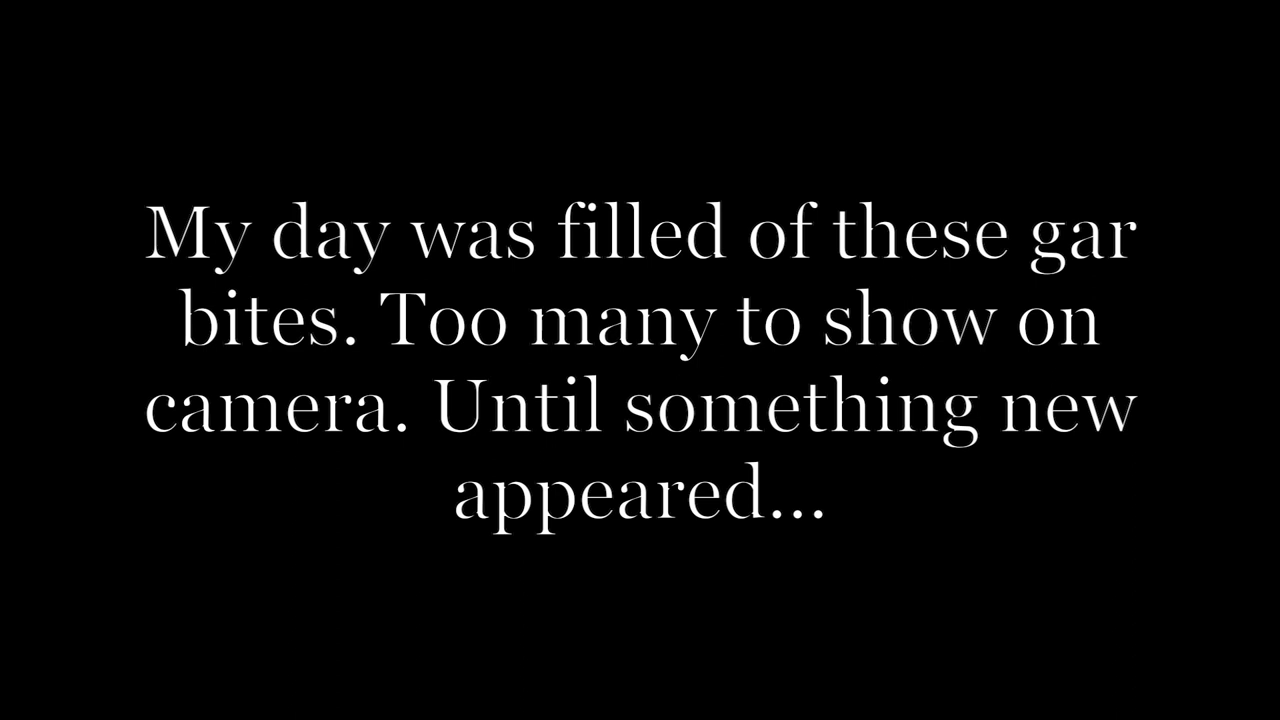 My day was filled of these gar
bites. Too many to show on
camera. Until something new
appeared...